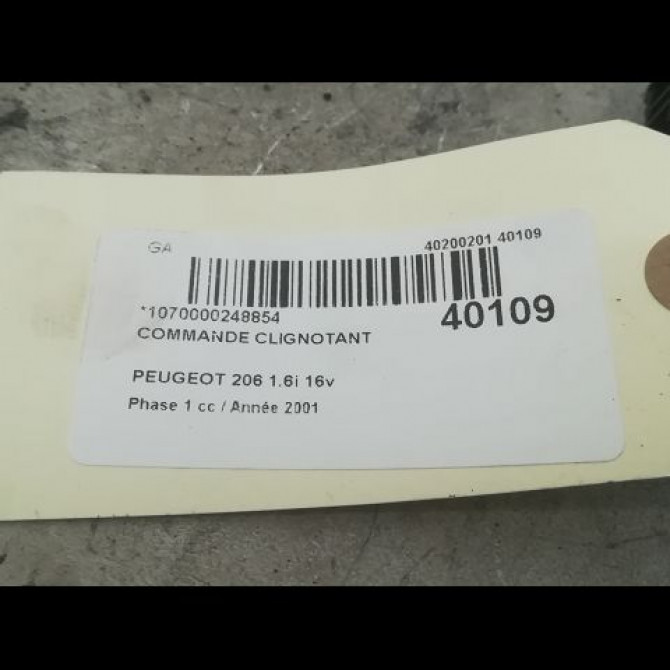 GA
40200201 40109
*1070000248854
40109
COMMANDE CLIGNOTANT
PEUGEOT 206 1.6i 16v
Phase 1 cc / Année 2001